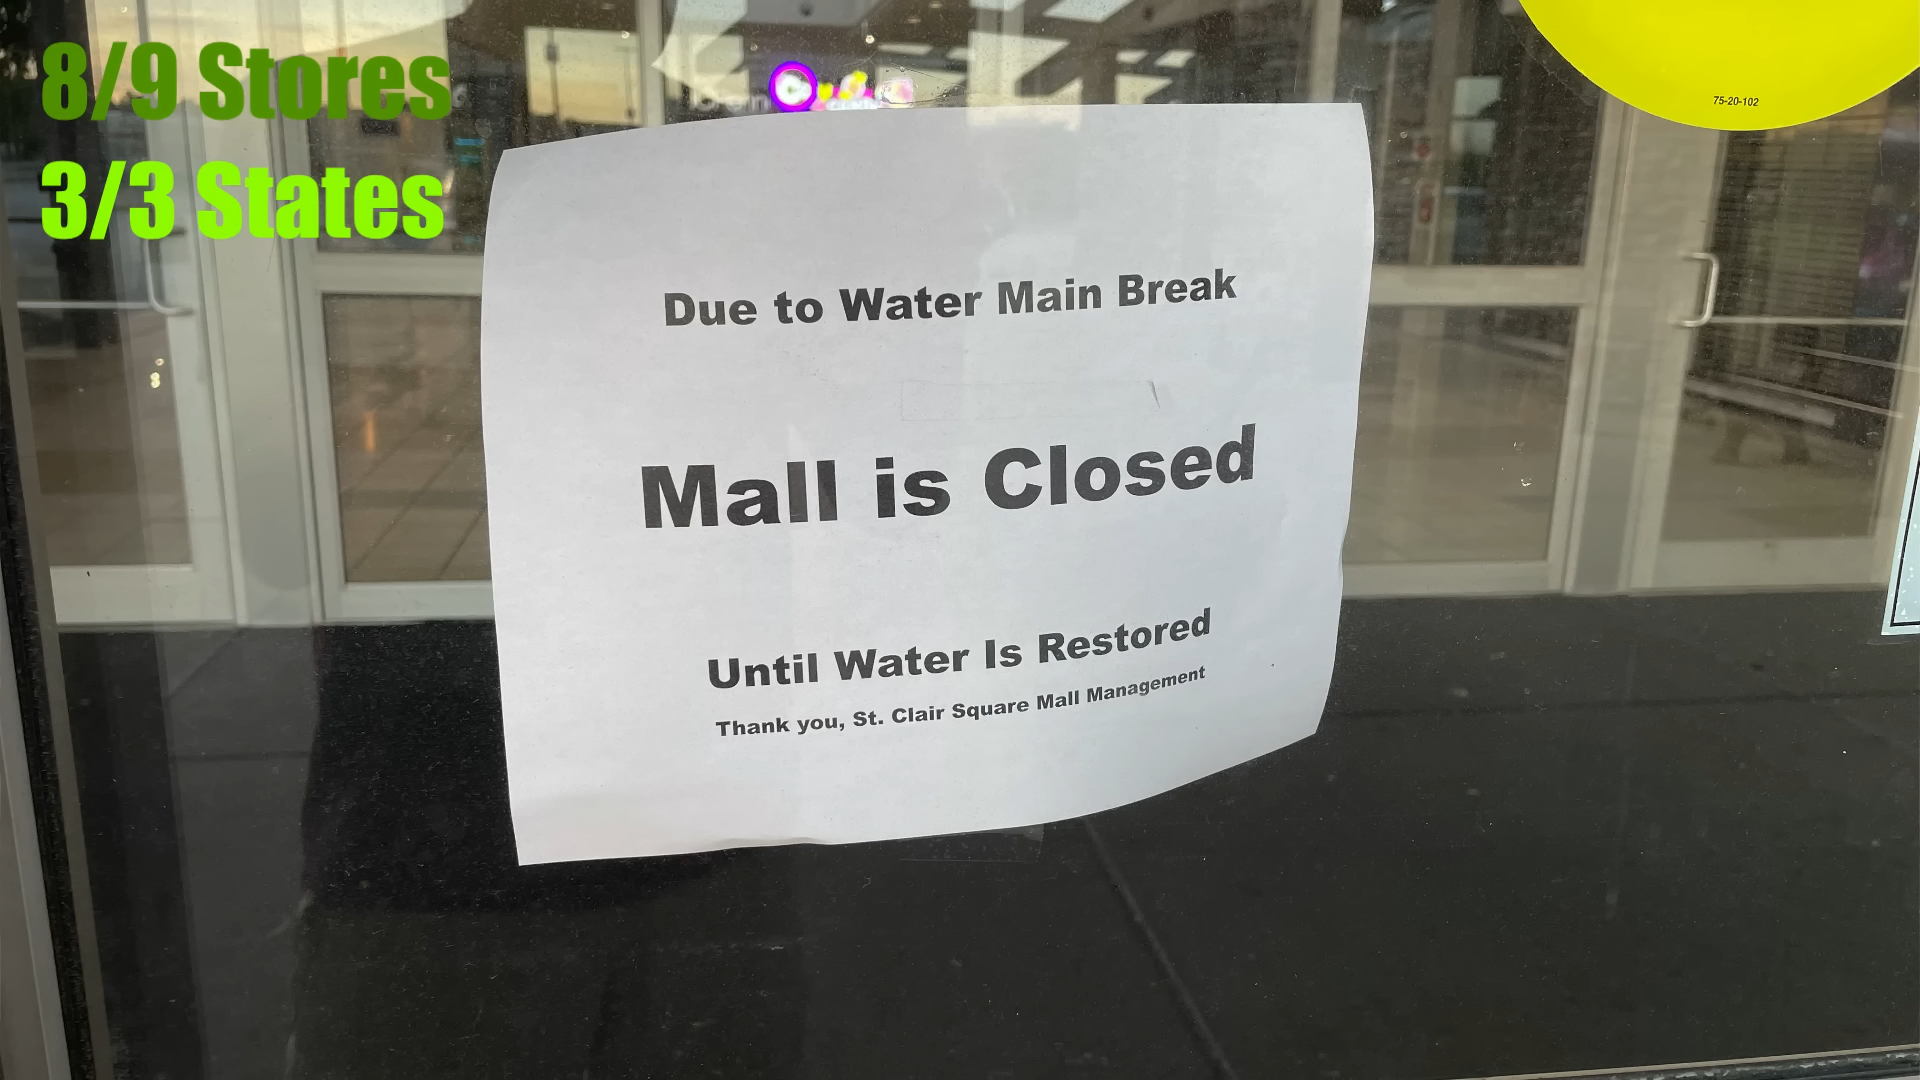 8/9 Stores
3/3 States
75-20-102
Due to Water Main Break
Mall is Closed
Until Water Is Restored
Thank you, St. Clair Square Mall Management